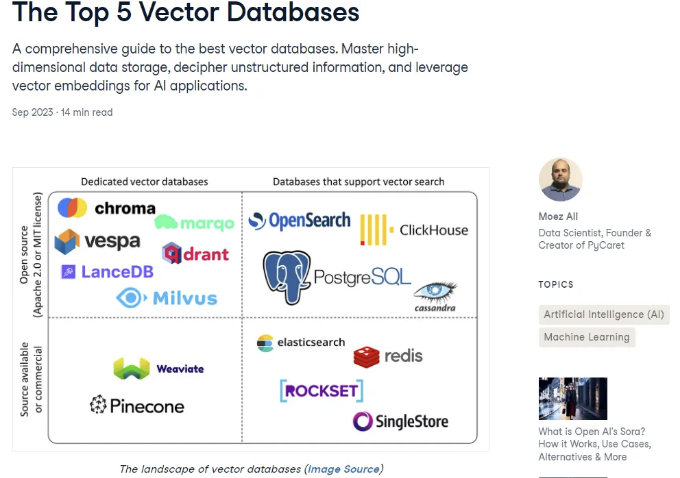 The Top 5 Vector Databases
A comprehensive guide to the best vector databases. Master high-
dimensional data storage, decipher unstructured information, and leverage
vector embeddings for AI applications.
Sep 2023 · 14 min read
Dedicated vector databases
Databases that support vector search
Open source
(Apache 2.0 or MIT license)
chroma
marqo
vespa
qdrant
LanceDB
Milvus
OpenSearch
ClickHouse
PostgreSQL
cassandra
Source available
or commercial
Weaviate
Pinecone
elasticsearch
redis
[ROCKSET]
SingleStore
The landscape of vector databases (Image Source)
Moez Ali
Data Scientist, Founder &
Creator of PyCaret
TOPICS
Artificial Intelligence (AI)
Machine Learning
What is Open AI's Sora?
How it Works, Use Cases,
Alternatives & More